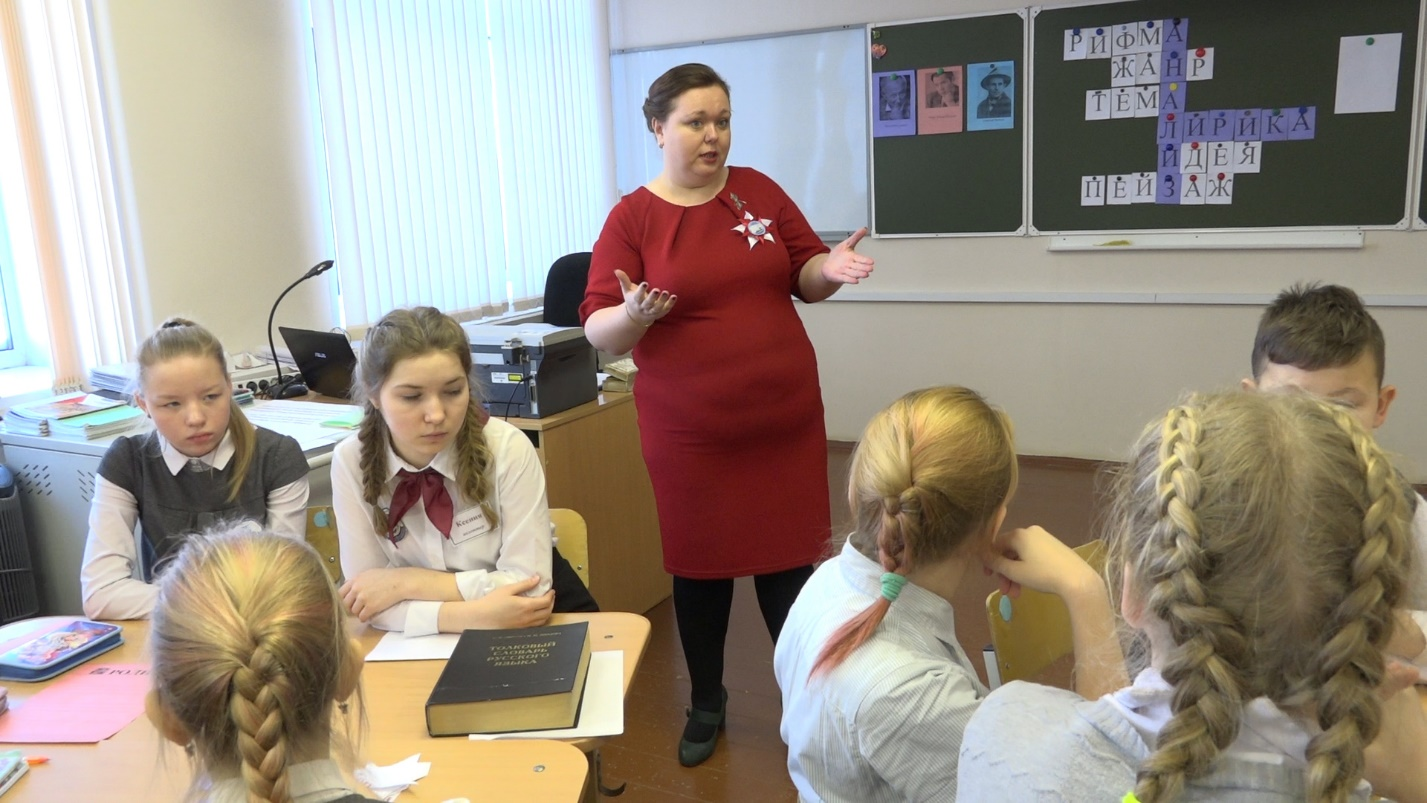 РИФМА
ЖАНР
ТЕМА
ЛИРИКА
ИДЕЯ
ПЕЙЗАЖ
Ксения
ТОЛКОВЫЙ
СЛОВАРЬ
РУССКОГО
ЯЗЫКА